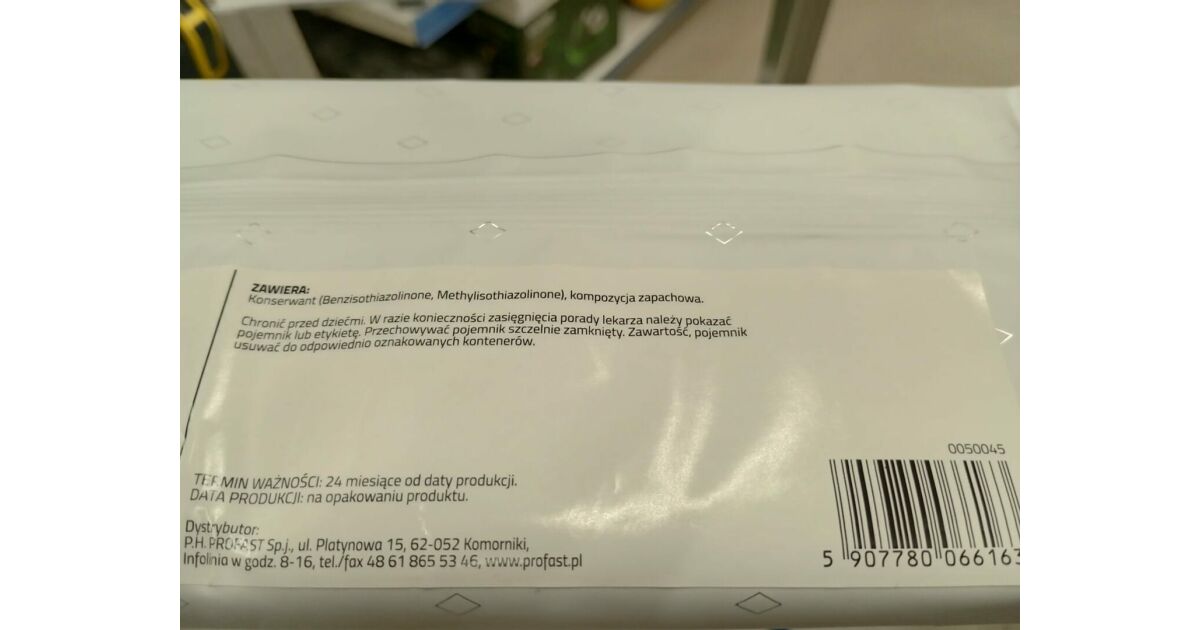 ZAWIERA:
Konserwant (Benzisothiazolinone, Methylisothiazolinone), kompozycja zapachowa.
Chronić przed dziećmi. W razie konieczności zasięgnięcia porady lekarza należy pokazać
pojemnik lub etykietę. Przechowywać pojemnik szczelnie zamknięty. Zawartość, pojemnik
usuwać do odpowiednio oznakowanych kontenerów.
TERMIN WAŻNOŚCI: 24 miesiące od daty produkcji.
DATA PRODUKCJI: na opakowaniu produktu.
Dystrybutor:
P.H. PROFAST Sp.j., ul. Platynowa 15, 62-052 Komorniki,
Infolinia w godz. 8-16, tel./fax 48 61 865 53 46, www.profast.pl
0050045
5 907780 066163